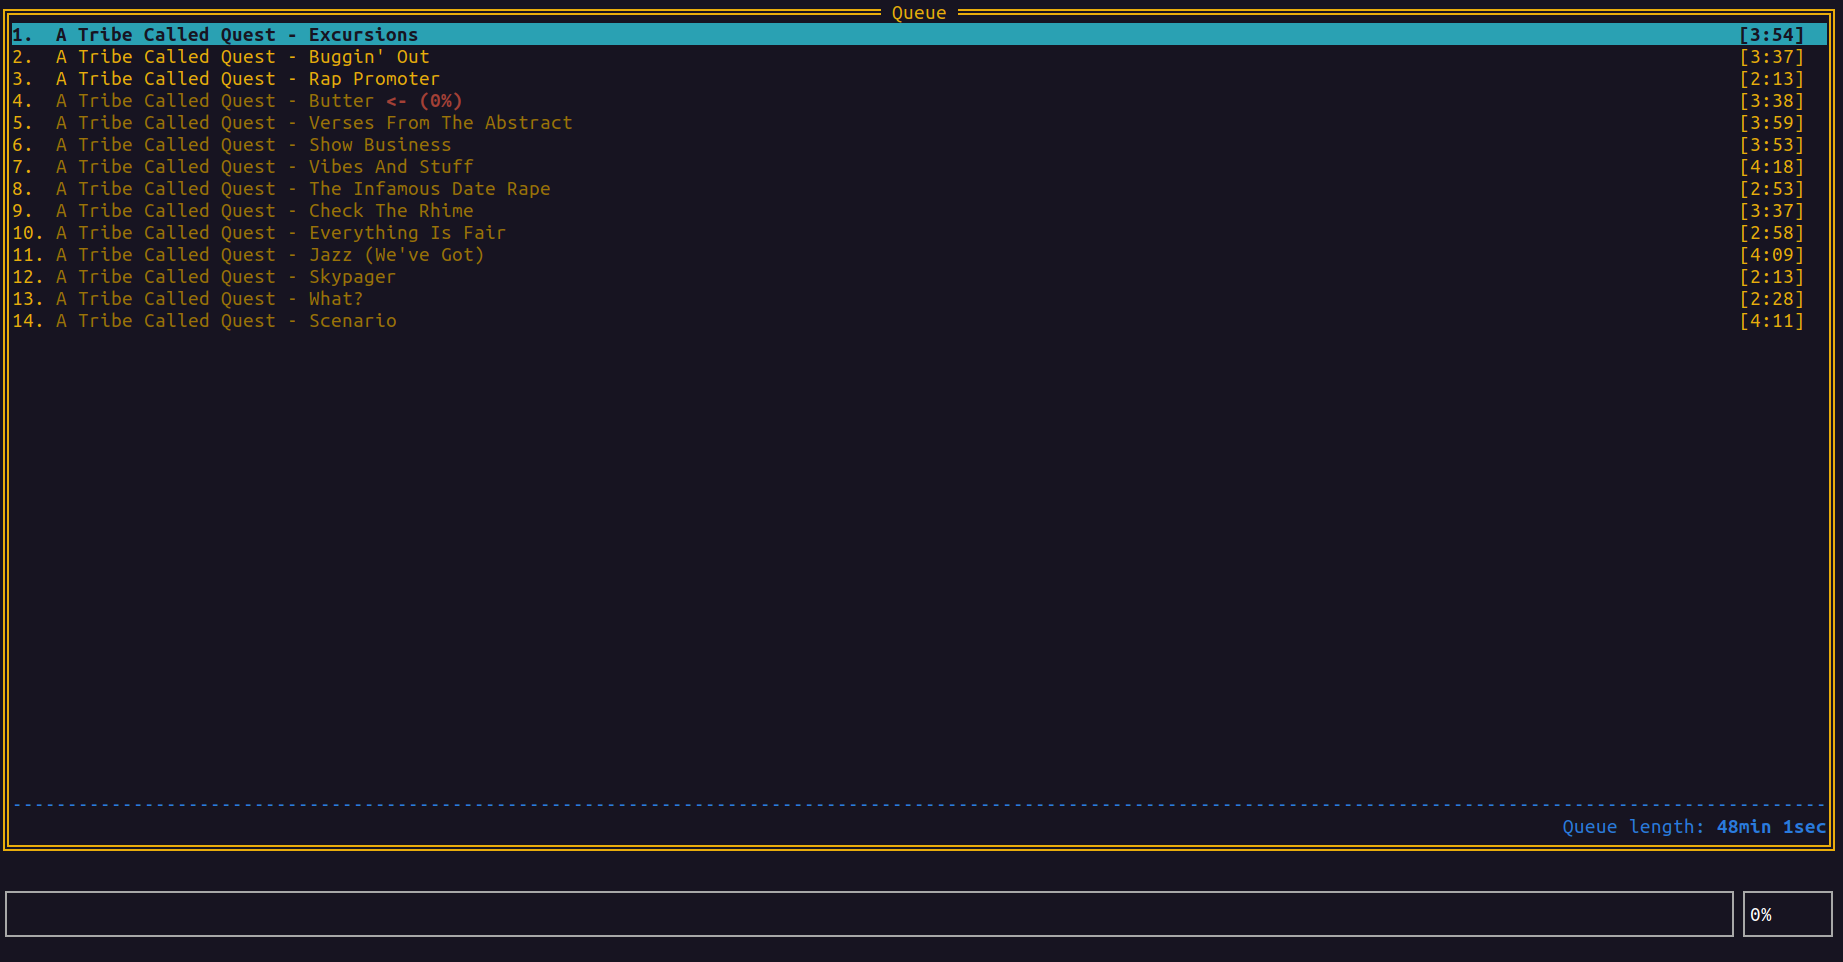 Queue
1. A Tribe Called Quest - Excursions [3:54]
2. A Tribe Called Quest - Buggin' Out [3:37]
3. A Tribe Called Quest - Rap Promoter [2:13]
4. A Tribe Called Quest - Butter <- (0%) [3:38]
5. A Tribe Called Quest - Verses From The Abstract [3:59]
6. A Tribe Called Quest - Show Business [3:53]
7. A Tribe Called Quest - Vibes And Stuff [4:18]
8. A Tribe Called Quest - The Infamous Date Rape [2:53]
9. A Tribe Called Quest - Check The Rhime [3:37]
10. A Tribe Called Quest - Everything Is Fair [2:58]
11. A Tribe Called Quest - Jazz (We've Got) [4:09]
12. A Tribe Called Quest - Skypager [2:13]
13. A Tribe Called Quest - What? [2:28]
14. A Tribe Called Quest - Scenario [4:11]
Queue length: 48min 1sec
0%